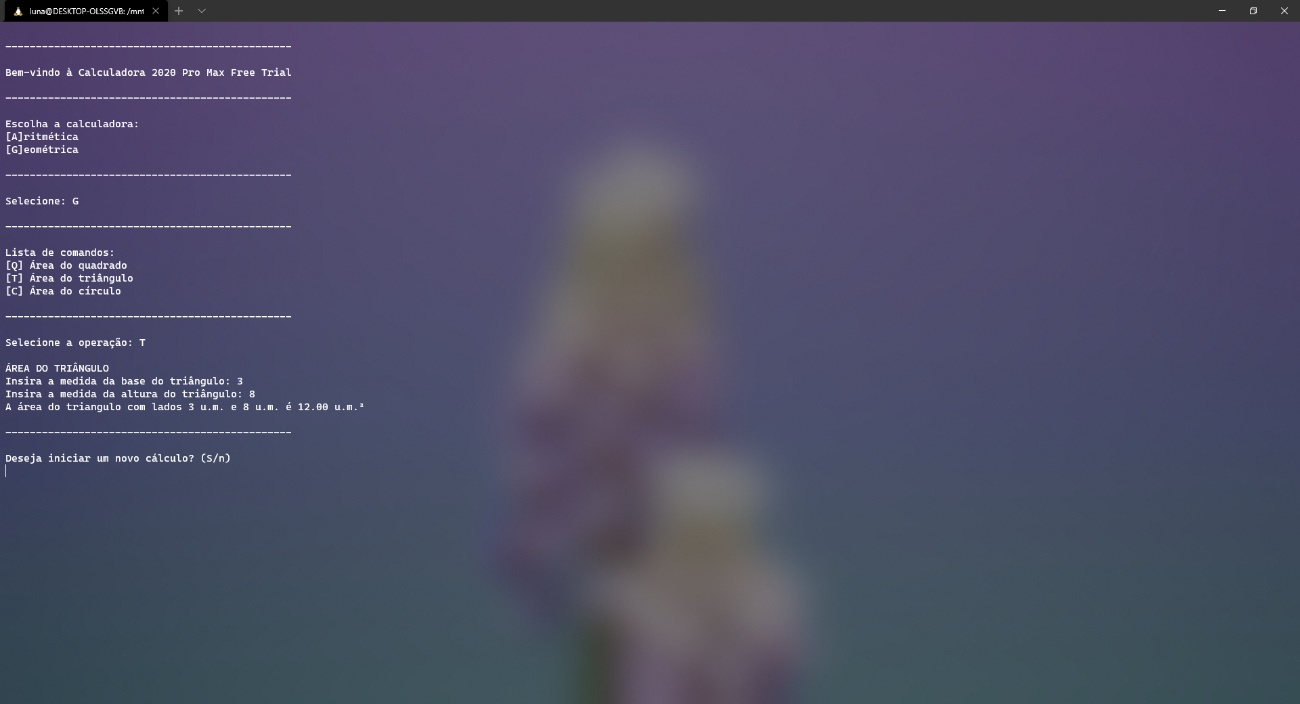 luna@DESKTOP-OLSSGVB: /mnt
-----------------------------------------------
Bem-vindo à Calculadora 2020 Pro Max Free Trial
-----------------------------------------------
Escolha a calculadora:
[A]ritmética
[G]eométrica
-----------------------------------------------
Selecione: G
-----------------------------------------------
Lista de comandos:
[Q] Área do quadrado
[T] Área do triângulo
[C] Área do círculo
-----------------------------------------------
Selecione a operação: T
ÁREA DO TRIÂNGULO
Insira a medida da base do triângulo: 3
Insira a medida da altura do triângulo: 8
A área do triangulo com lados 3 u.m. e 8 u.m. é 12.00 u.m.²
-----------------------------------------------
Deseja iniciar um novo cálculo? (S/n)